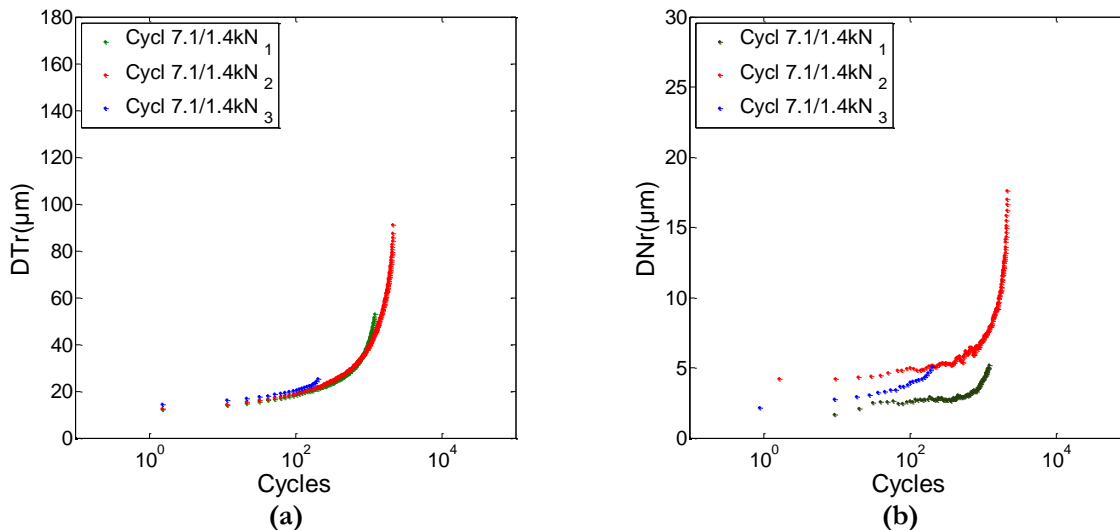 180
160
140
120
100
80
60
40
20
0
DTr(µm)
Cycl 7.1/1.4kN 1
Cycl 7.1/1.4kN 2
Cycl 7.1/1.4kN 3
10^0
10^2
10^4
Cycles
(a)
30
25
20
15
10
5
0
DNr(µm)
Cycl 7.1/1.4kN 1
Cycl 7.1/1.4kN 2
Cycl 7.1/1.4kN 3
10^0
10^2
10^4
Cycles
(b)